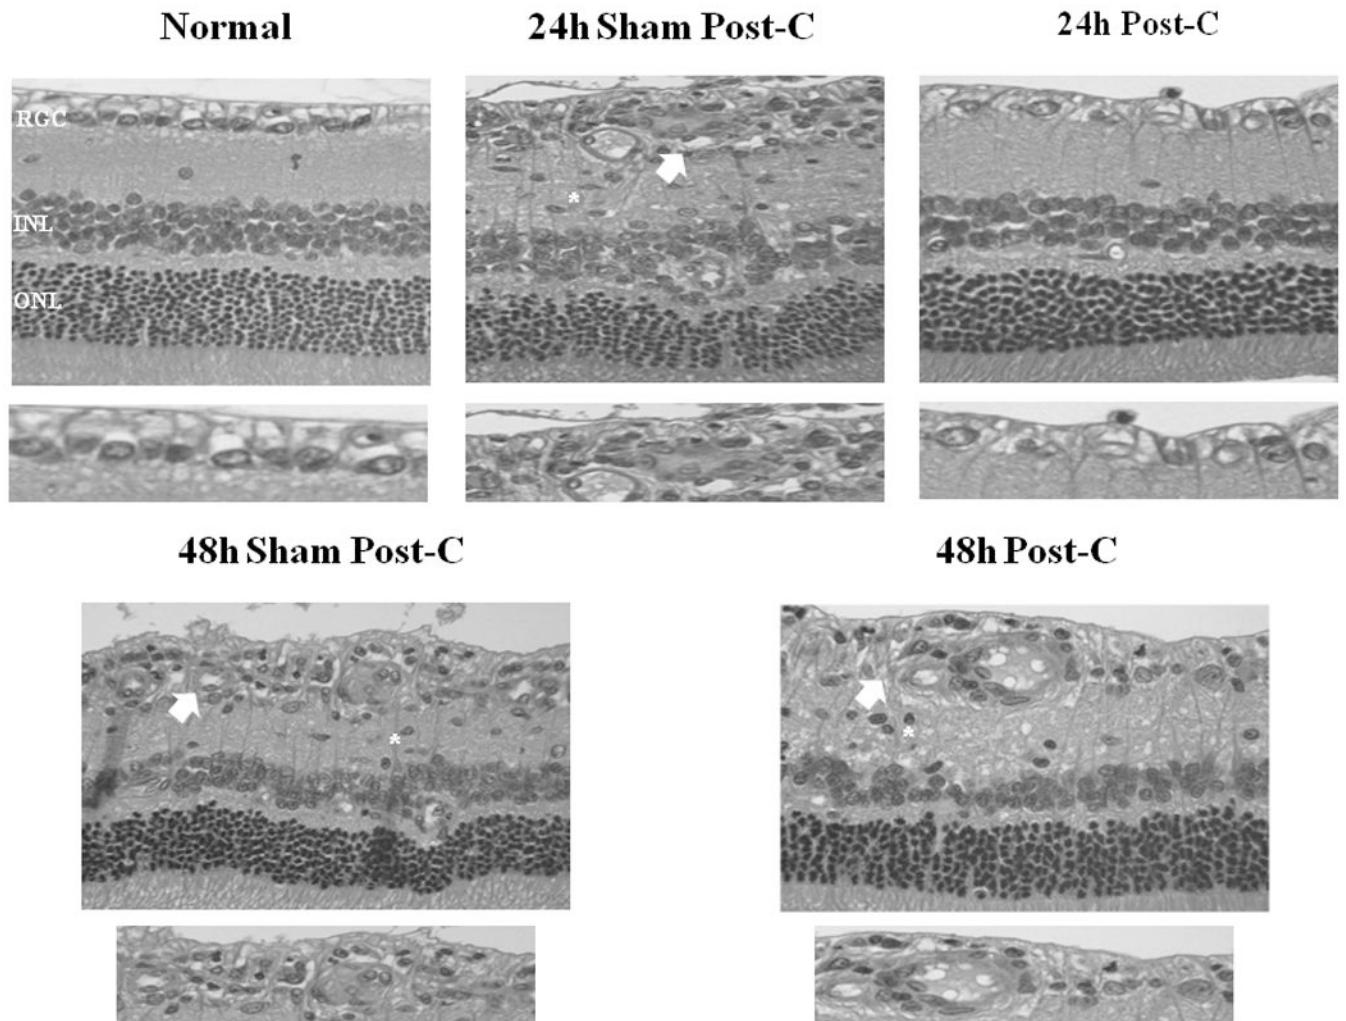 Normal
24h Sham Post-C
24h Post-C
RGC
INL
ONL
*
48h Sham Post-C
48h Post-C
*
*